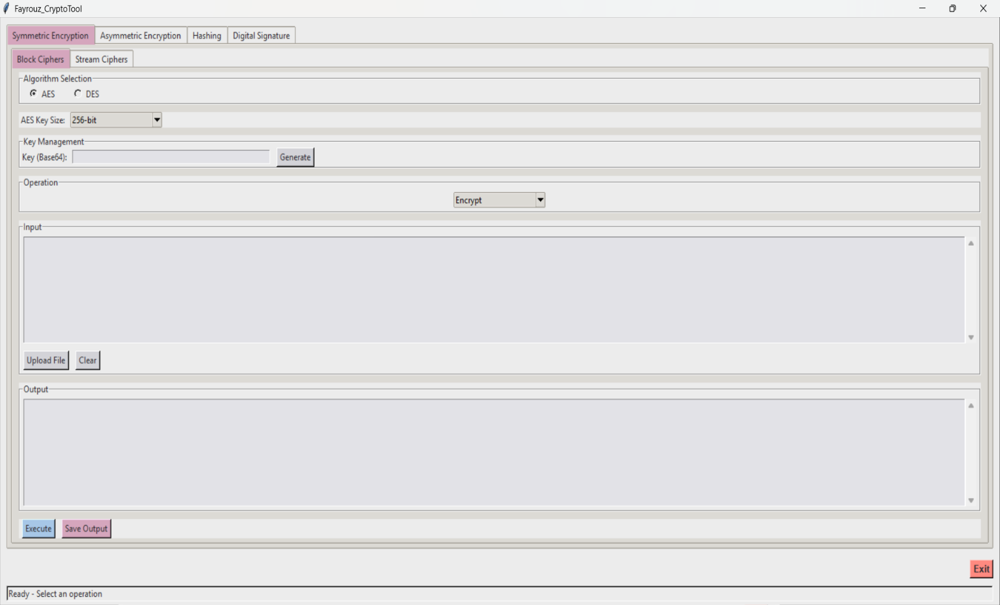 Fayrouz_CryptoTool
Symmetric Encryption Asymmetric Encryption Hashing Digital Signature
Block Ciphers Stream Ciphers
Algorithm Selection
AES DES
AES Key Size: 256-bit
Key Management
Key (Base64): Generate
Operation
Encrypt
Input
Upload File Clear
Output
Execute Save Output
Exit
Ready - Select an operation